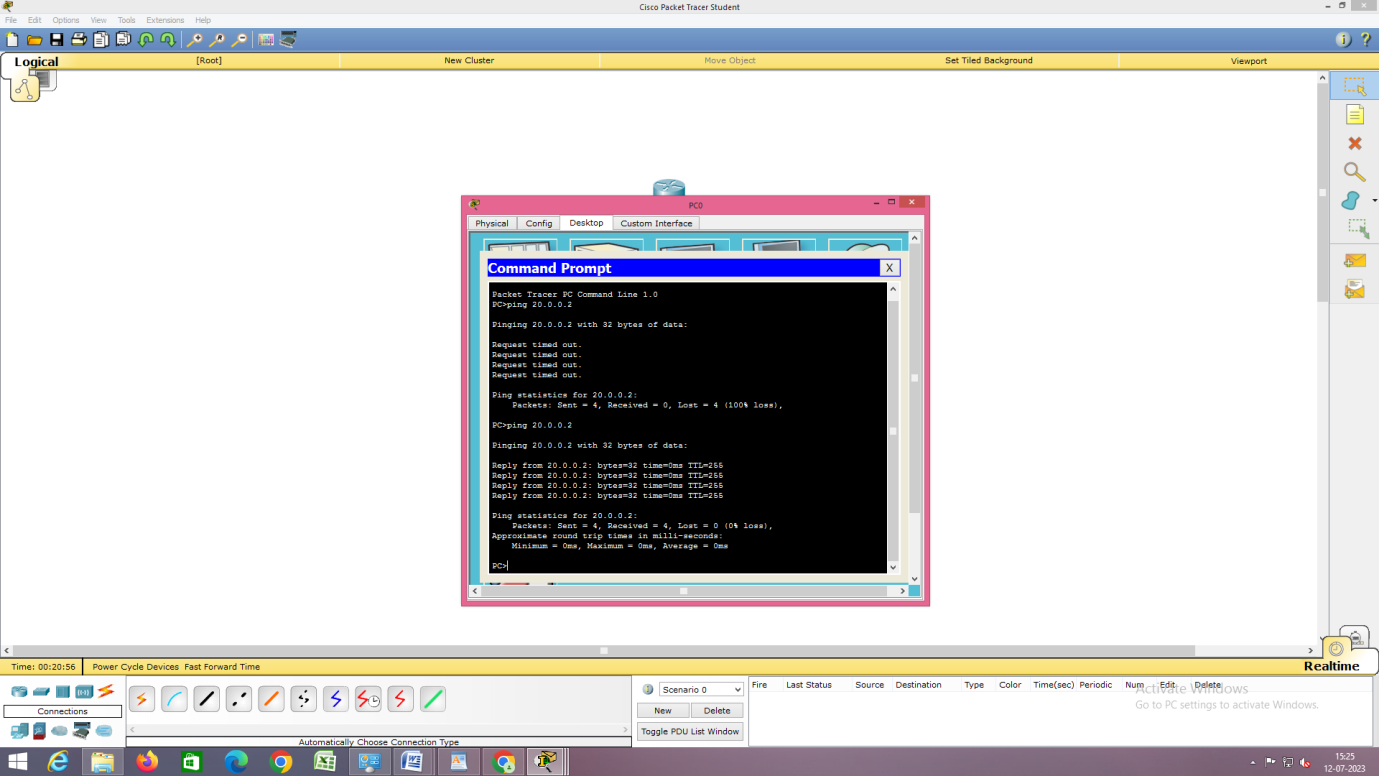 Cisco Packet Tracer Student
File Edit Options View Tools Extensions Help
Logical [Root] New Cluster Move Object Set Tiled Background Viewport
PC0
Physical Config Desktop Custom Interface
Command Prompt X
Packet Tracer PC Command Line 1.0
PC>ping 20.0.0.2
Pinging 20.0.0.2 with 32 bytes of data:
Request timed out.
Request timed out.
Request timed out.
Request timed out.
Ping statistics for 20.0.0.2:
Packets: Sent = 4, Received = 0, Lost = 4 (100% loss),
PC>ping 20.0.0.2
Pinging 20.0.0.2 with 32 bytes of data:
Reply from 20.0.0.2: bytes=32 time=0ms TTL=255
Reply from 20.0.0.2: bytes=32 time=0ms TTL=255
Reply from 20.0.0.2: bytes=32 time=0ms TTL=255
Reply from 20.0.0.2: bytes=32 time=0ms TTL=255
Ping statistics for 20.0.0.2:
Packets: Sent = 4, Received = 4, Lost = 0 (0% loss),
Approximate round trip times in milli-seconds:
Minimum = 0ms, Maximum = 0ms, Average = 0ms
PC>
Time: 00:20:56 Power Cycle Devices Fast Forward Time
Realtime
Connections
Automatically Choose Connection Type
Scenario 0
New Delete
Toggle PDU List Window
Fire Last Status Source Destination Type Color Time(sec) Periodic Num Edit Delete
Activate Windows
Go to PC settings to activate Windows.
15:25
12-07-2023